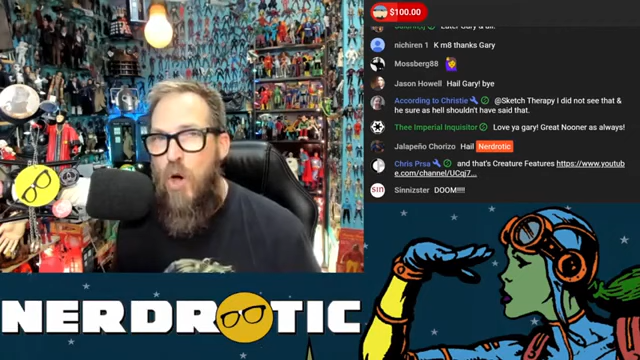 $100.00
Later Gary & all.
nichiren 1 K m8 thanks Gary
Mossberg88
Jason Howell Hail Gary! bye
According to Christie @Sketch Therapy I did not see that &
he sure as hell shouldn't have said that.
Thee Imperial Inquisitor Love ya gary! Great Nooner as always!
Jalapeño Chorizo Hail Nerdrotic
Chris Prsa and that's Creature Features https://www.youtub
e.com/channel/UCqj7...
sin
Sinnizster DOOM!!!!
NERDROTIC